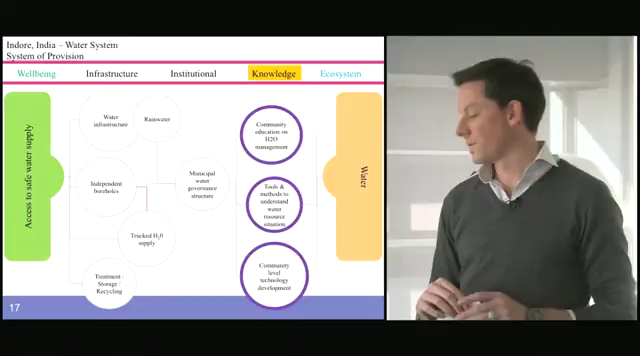 Indore, India – Water System
System of Provision
Wellbeing
Infrastructure
Institutional
Knowledge
Ecosystem
Access to safe water supply
Water
infrastructure
Rainwater
Independent
boreholes
Trucked H₂0
supply
Treatment /
Storage /
Recycling
Municipal
water
governance
structure
Community
education on
H2O
management
Tools &
methods to
understand
water
resource
situation
Community
level
technology
development
Water
17